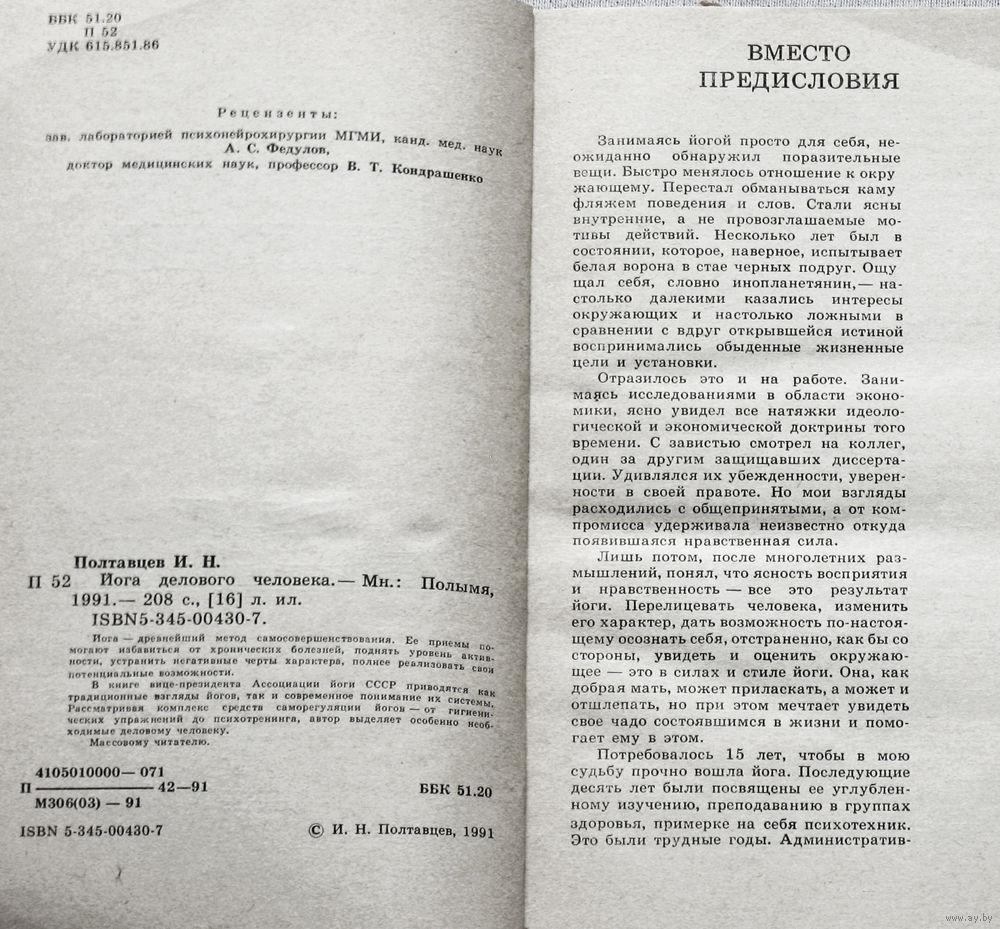 ББК 51.20
П 52
УДК 615.851.86
Рецензенты:
зав. лабораторией психонейрохирургии МГМИ, канд. мед. наук
А. С. Федулов,
доктор медицинских наук, профессор В. Т. Кондрашенко
Полтавцев И. Н.
П 52 Йога делового человека.— Мн.: Полымя,
1991.— 208 с., [16] л. ил.
ISBN5-345-00430-7.
Йога — древнейший метод самосовершенствования. Ее приемы по-
могают избавиться от хронических болезней, поднять уровень актив-
ности, устранить негативные черты характера, полнее реализовать свои
потенциальные возможности.
В книге вице-президента Ассоциации йоги СССР приводятся как
традиционные взгляды йогов, так и современное понимание их системы.
Рассматривая комплекс средств саморегуляции йогов — от гигиени-
ческих упражнений до психотренинга, автор выделяет особенно необ-
ходимые деловому человеку.
Массовому читателю.
4105010000— 071
П ———— 42—91
М306(03) — 91
ББК 51.20
ISBN 5-345-00430-7
© И. Н. Полтавцев, 1991
ВМЕСТО
ПРЕДИСЛОВИЯ
Занимаясь йогой просто для себя, не-
ожиданно обнаружил поразительные
вещи. Быстро менялось отношение к окру
жающему. Перестал обманываться каму
фляжем поведения и слов. Стали ясны
внутренние, а не провозглашаемые мо-
тивы действий. Несколько лет был в
состоянии, которое, наверное, испытывает
белая ворона в стае черных подруг. Ощу
щал себя, словно инопланетянин,— на-
столько далекими казались интересы
окружающих и настолько ложными в
сравнении с вдруг открывшейся истиной
воспринимались обыденные жизненные
цели и установки.
Отразилось это и на работе. Зани-
маясь исследованиями в области эконо-
мики, ясно увидел все натяжки идеоло-
гической и экономической доктрины того
времени. С завистью смотрел на коллег,
один за другим защищавших диссерта-
ции. Удивлялся их убежденности, уверен-
ности в своей правоте. Но мои взгляды
расходились с общепринятыми, а от ком-
промисса удерживала неизвестно откуда
появившаяся нравственная сила.
Лишь потом, после многолетних раз-
мышлений, понял, что ясность восприятия
и нравственность — все это результат
йоги. Перелицевать человека, изменить
его характер, дать возможность по-настоя-
щему осознать себя, отстраненно, как бы со
стороны, увидеть и оценить окружаю-
щее — это в силах и стиле йоги. Она, как
добрая мать, может приласкать, а может и
отшлепать, но при этом мечтает увидеть
свое чадо состоявшимся в жизни и помо-
гает ему в этом.
Потребовалось 15 лет, чтобы в мою
судьбу прочно вошла йога. Последующие
десять лет были посвящены ее углублен-
ному изучению, преподаванию в группах
здоровья, примерке на себя психотехник.
Это были трудные годы. Административ-
www.ay.by